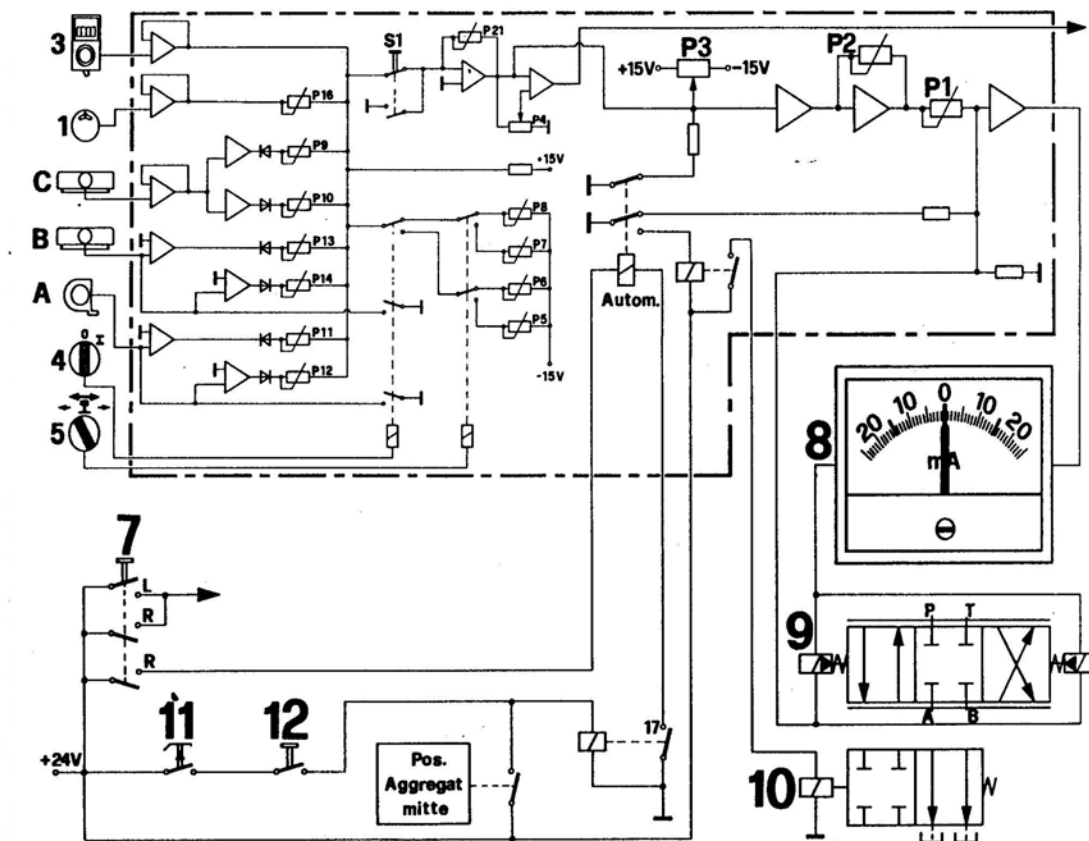 3
S1
P21
P3
+15V
-15V
P2
P1
1
P16
P4
C
P9
+15V
P10
P8
B
P13
P7
P14
P6
A
Autom.
P11
P5
4
0
I
P12
-15V
5
8
20
10
0
10
20
mA
7
L
R
R
9
P
T
A
B
11
12
17
+24V
Pos.
Aggregat
mitte
10